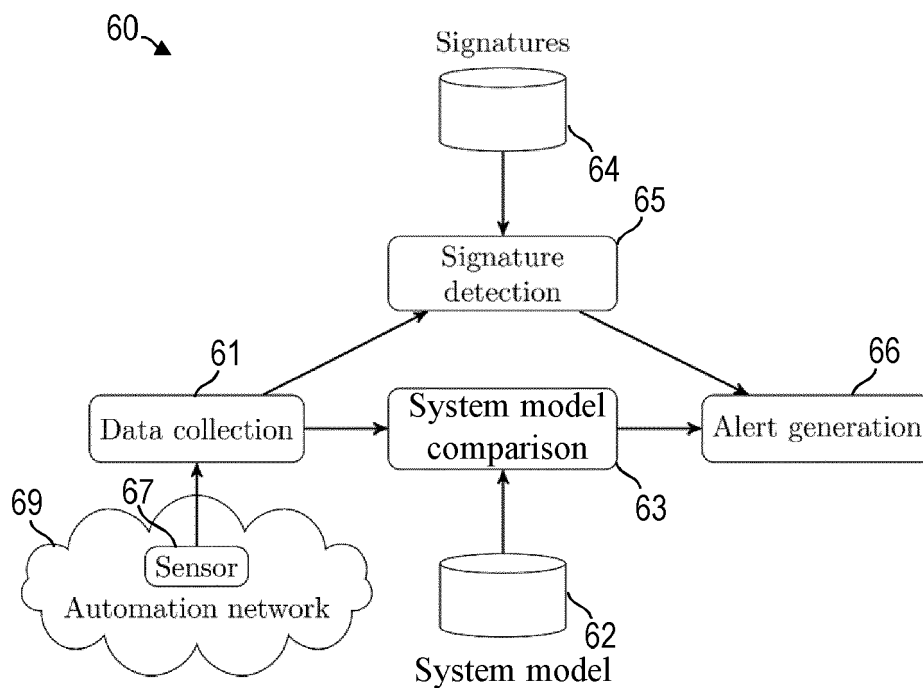 60
Signatures
64
65
Signature
detection
61
66
Data collection
System model
comparison
Alert generation
63
69
67
Sensor
Automation network
62
System model